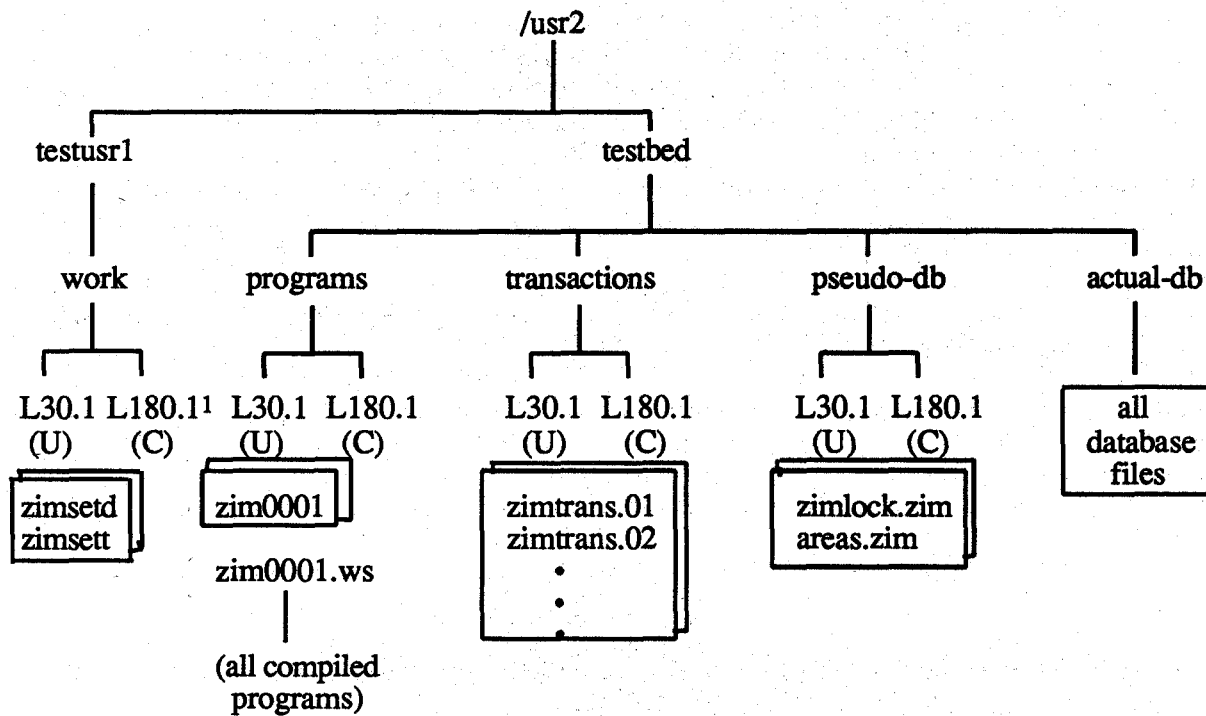 /usr2
testusr1 testbed
work programs transactions pseudo-db actual-db
L30.1 L180.1¹ L30.1 L180.1 L30.1 L180.1 L30.1 L180.1
(U) (C) (U) (C) (U) (C) (U) (C)
all
database
files
zimsetd
zimsett
zim0001
zim0001.ws
(all compiled
programs)
zimtrans.01
zimtrans.02
zimlock.zim
areas.zim